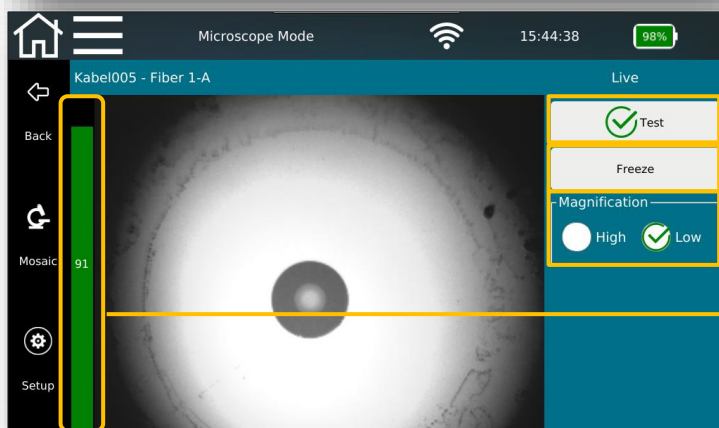 Microscope Mode
15:44:38
98%
Kabel005 - Fiber 1-A
Live
Back
Mosaic
Setup
91
Test
Freeze
Magnification
High
Low